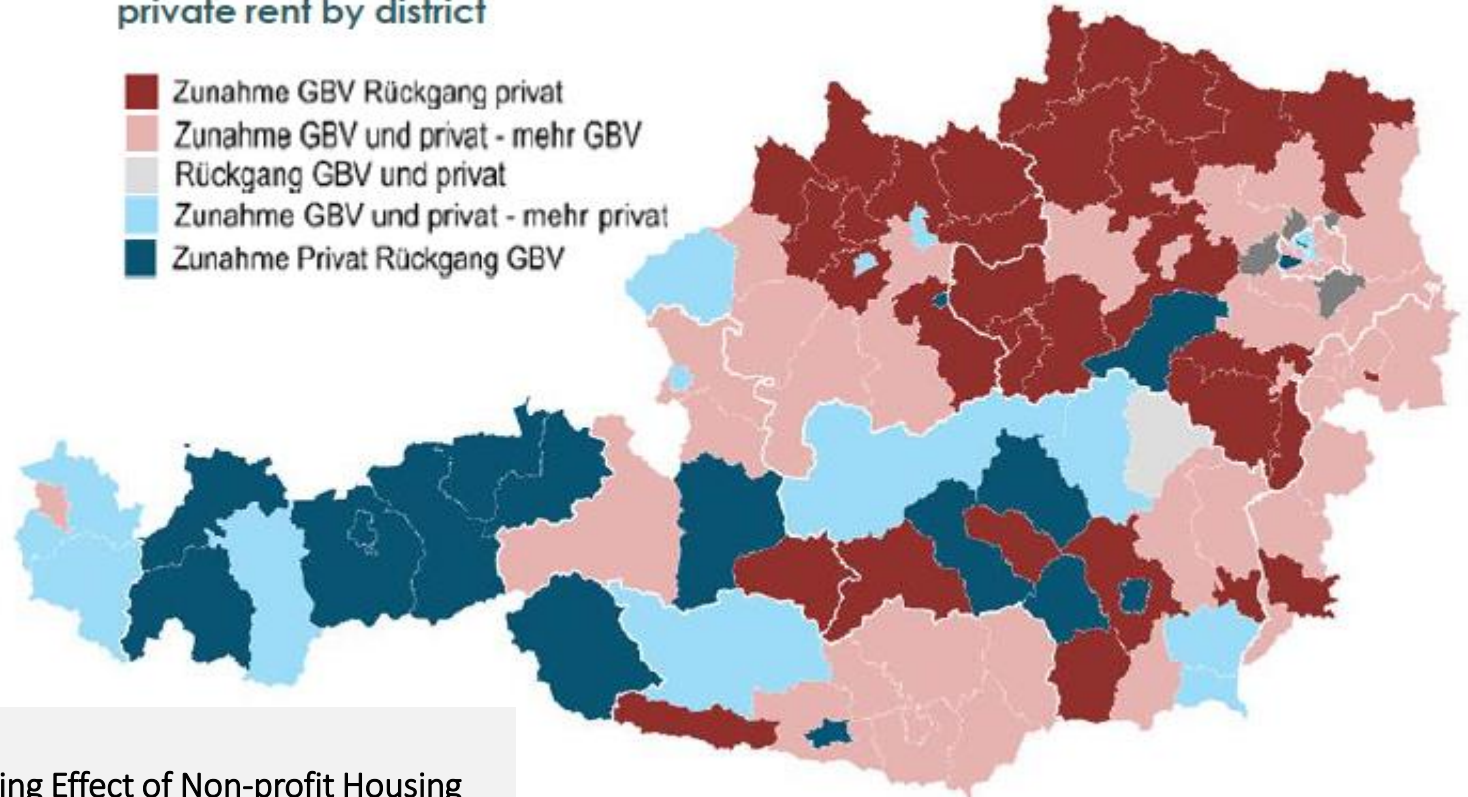 private rent by district
Zunahme GBV Rückgang privat
Zunahme GBV und privat - mehr GBV
Rückgang GBV und privat
Zunahme GBV und privat - mehr privat
Zunahme Privat Rückgang GBV
ing Effect of Non-profit Housing